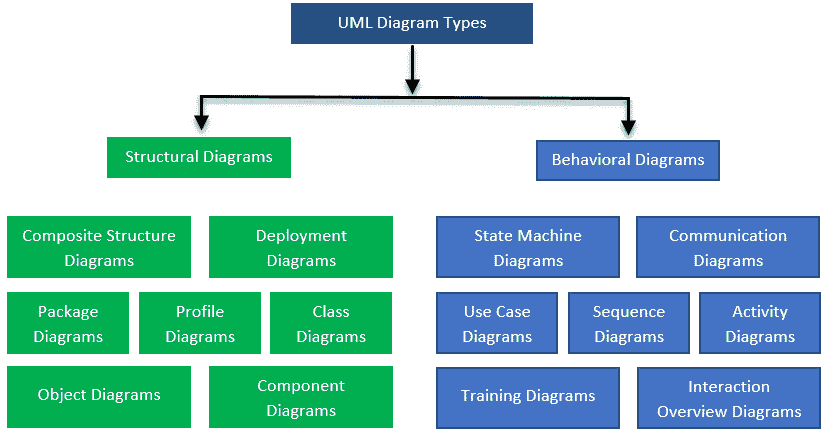 UML Diagram Types
Structural Diagrams
Behavioral Diagrams
Composite Structure
Diagrams
Deployment
Diagrams
State Machine
Diagrams
Communication
Diagrams
Package
Diagrams
Profile
Diagrams
Class
Diagrams
Use Case
Diagrams
Sequence
Diagrams
Activity
Diagrams
Object Diagrams
Component
Diagrams
Training Diagrams
Interaction
Overview Diagrams